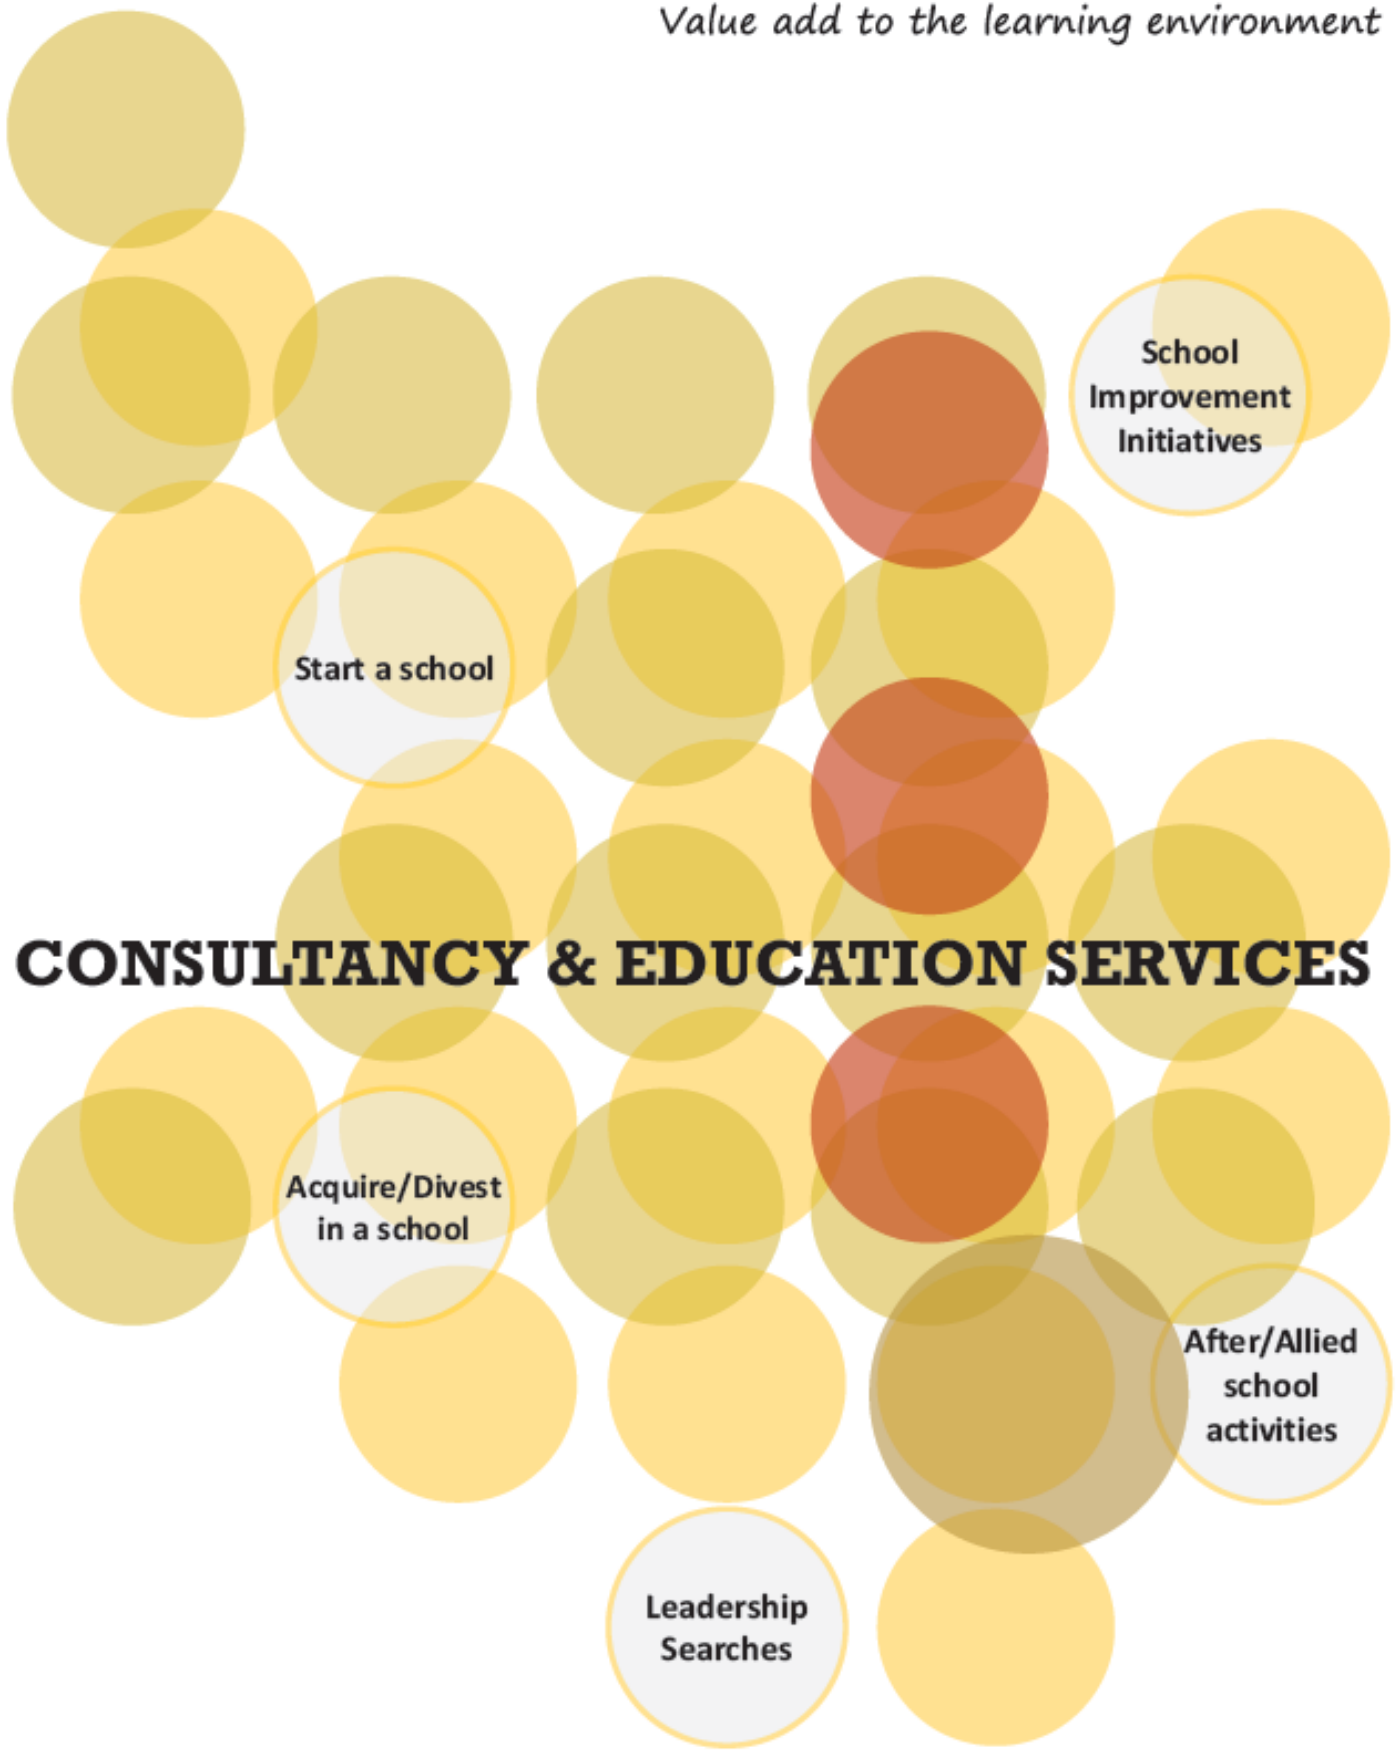 Value add to the learning environment
School
Improvement
Initiatives
Start a school
CONSULTANCY & EDUCATION SERVICES
Acquire/Divest
in a school
After/Allied
school
activities
Leadership
Searches